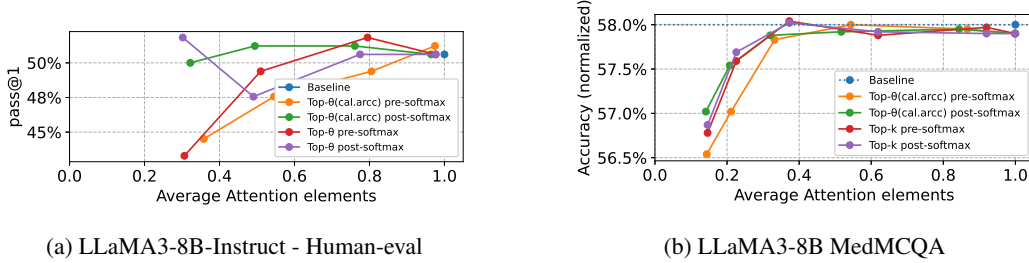 pass@1
50%
48%
45%
0.0 0.2 0.4 0.6 0.8 1.0
Average Attention elements
Baseline
Top-θ(cal.arcc) pre-softmax
Top-θ(cal.arcc) post-softmax
Top-θ pre-softmax
Top-θ post-softmax
(a) LLaMA3-8B-Instruct - Human-eval
Accuracy (normalized)
58.0%
57.5%
57.0%
56.5%
0.0 0.2 0.4 0.6 0.8 1.0
Average Attention elements
Baseline
Top-θ(cal.arcc) pre-softmax
Top-θ(cal.arcc) post-softmax
Top-k pre-softmax
Top-k post-softmax
(b) LLaMA3-8B MedMCQA